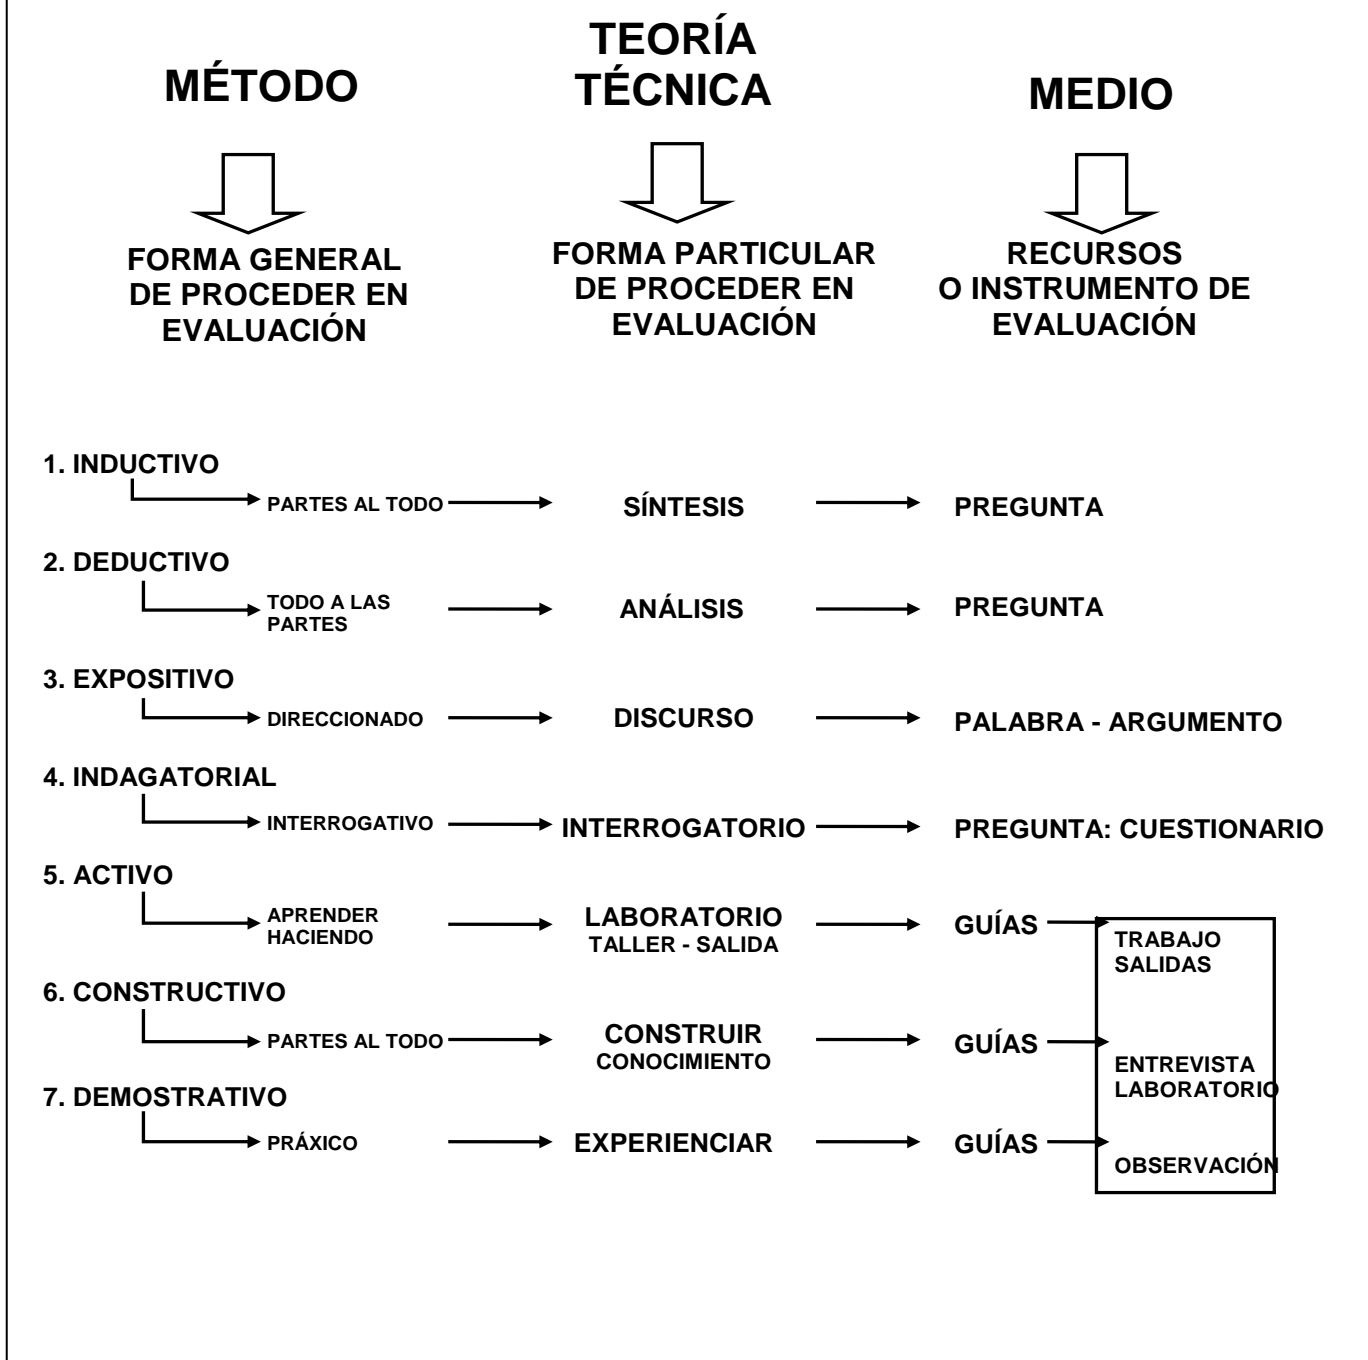 MÉTODO
TEORÍA
TÉCNICA
MEDIO
FORMA GENERAL
DE PROCEDER EN
EVALUACIÓN
FORMA PARTICULAR
DE PROCEDER EN
EVALUACIÓN
RECURSOS
O INSTRUMENTO DE
EVALUACIÓN
1. INDUCTIVO
PARTES AL TODO
SÍNTESIS
PREGUNTA
2. DEDUCTIVO
TODO A LAS
PARTES
ANÁLISIS
PREGUNTA
3. EXPOSITIVO
DIRECCIONADO
DISCURSO
PALABRA - ARGUMENTO
4. INDAGATORIAL
INTERROGATIVO
INTERROGATORIO
PREGUNTA: CUESTIONARIO
5. ACTIVO
APRENDER
HACIENDO
LABORATORIO
TALLER - SALIDA
GUÍAS
TRABAJO
SALIDAS
6. CONSTRUCTIVO
PARTES AL TODO
CONSTRUIR
CONOCIMIENTO
GUÍAS
ENTREVISTA
LABORATORIO
7. DEMOSTRATIVO
PRÁXICO
EXPERIENCIAR
GUÍAS
OBSERVACIÓN